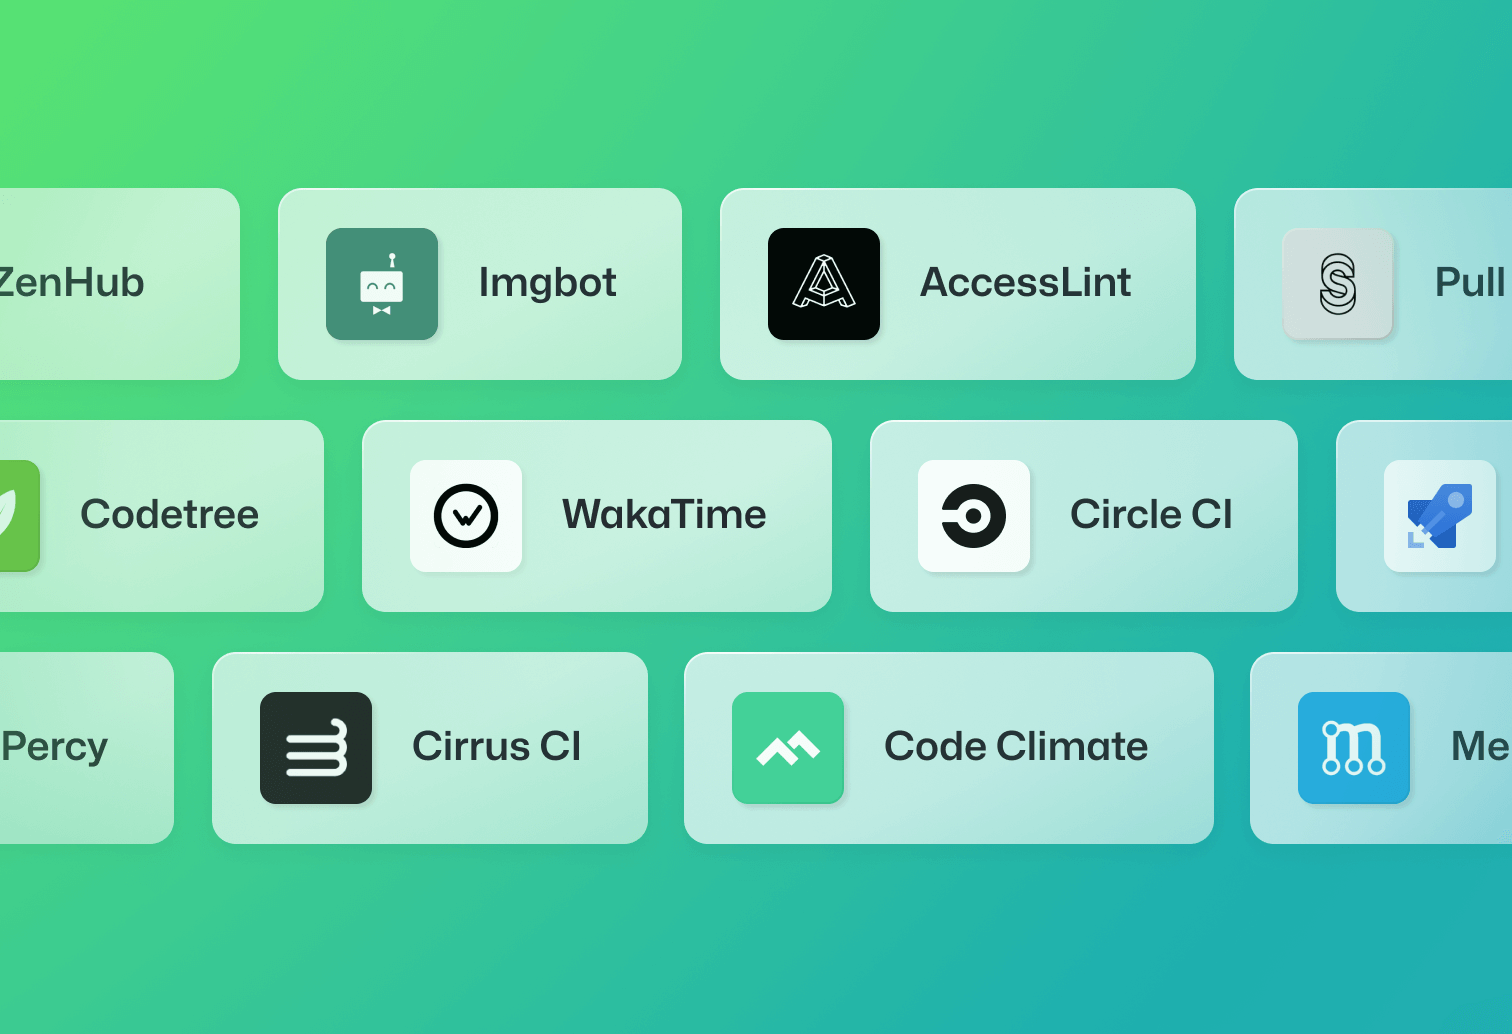 ZenHub
Imgbot
AccessLint
Pull
Codetree
WakaTime
Circle CI
Percy
Cirrus CI
Code Climate
Me